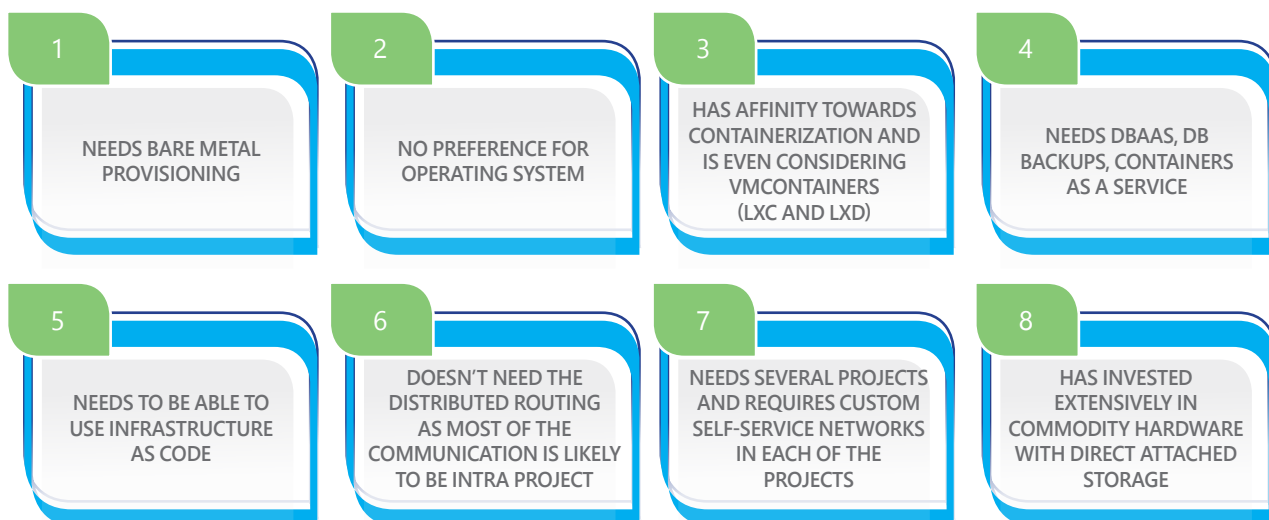 1
NEEDS BARE METAL
PROVISIONING
2
NO PREFERENCE FOR
OPERATING SYSTEM
3
HAS AFFINITY TOWARDS
CONTAINERIZATION AND
IS EVEN CONSIDERING
VMCONTAINERS
(LXC AND LXD)
4
NEEDS DBAAS, DB
BACKUPS, CONTAINERS
AS A SERVICE
5
NEEDS TO BE ABLE TO
USE INFRASTRUCTURE
AS CODE
6
DOESN'T NEED THE
DISTRIBUTED ROUTING
AS MOST OF THE
COMMUNICATION IS LIKELY
TO BE INTRA PROJECT
7
NEEDS SEVERAL PROJECTS
AND REQUIRES CUSTOM
SELF-SERVICE NETWORKS
IN EACH OF THE
PROJECTS
8
HAS INVESTED
EXTENSIVELY IN
COMMODITY HARDWARE
WITH DIRECT ATTACHED
STORAGE